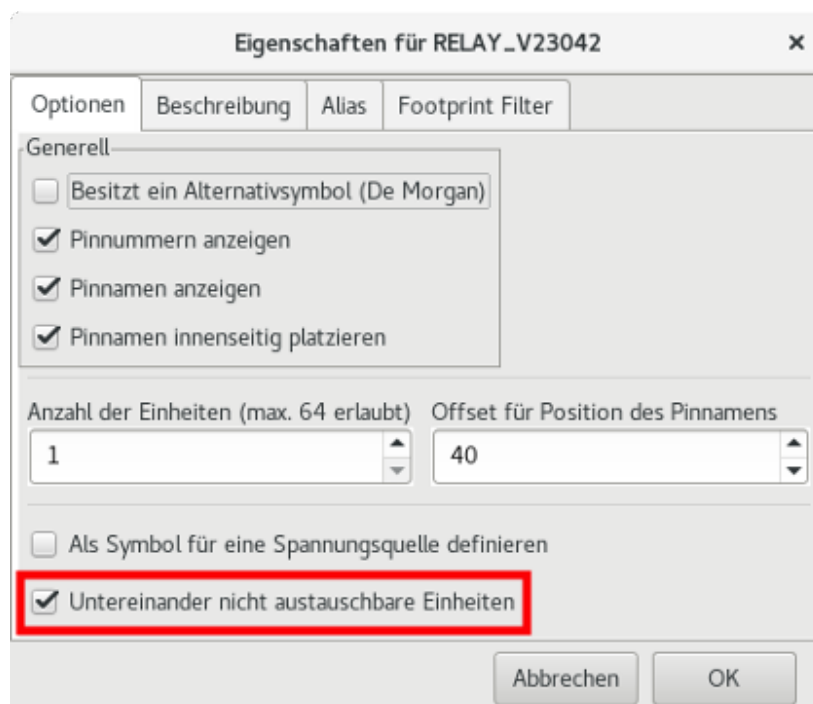 Eigenschaften für RELAY_V23042
Optionen Beschreibung Alias Footprint Filter
Generell
Besitzt ein Alternativsymbol (De Morgan)
Pinnummern anzeigen
Pinnamen anzeigen
Pinnamen innenseitig platzieren
Anzahl der Einheiten (max. 64 erlaubt) Offset für Position des Pinnamens
1 40
Als Symbol für eine Spannungsquelle definieren
Untereinander nicht austauschbare Einheiten
Abbrechen OK